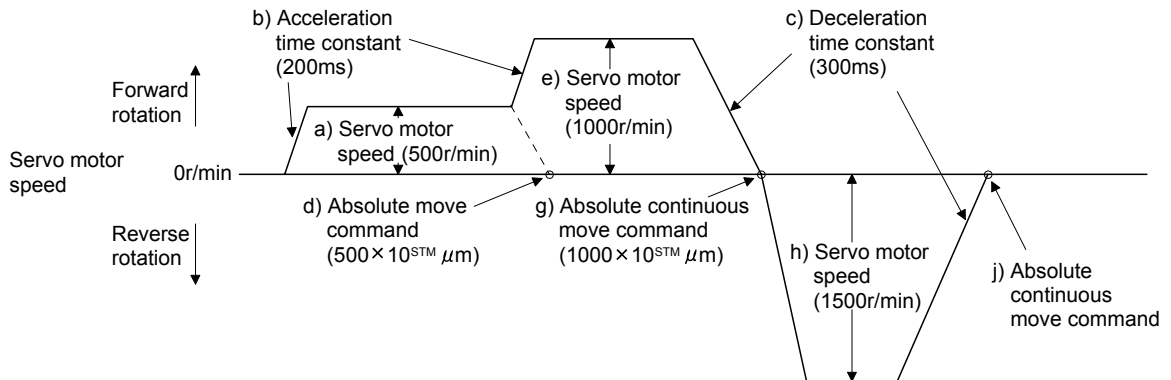 b) Acceleration
time constant
(200ms)
c) Deceleration
time constant
(300ms)
Forward
rotation
e) Servo motor
speed
(1000r/min)
a) Servo motor
speed (500r/min)
Servo motor
speed
0r/min
d) Absolute move
command
(500×10STM μm)
g) Absolute continuous
move command
(1000×10STM μm)
Reverse
rotation
h) Servo motor
speed
(1500r/min)
j) Absolute
continuous
move command